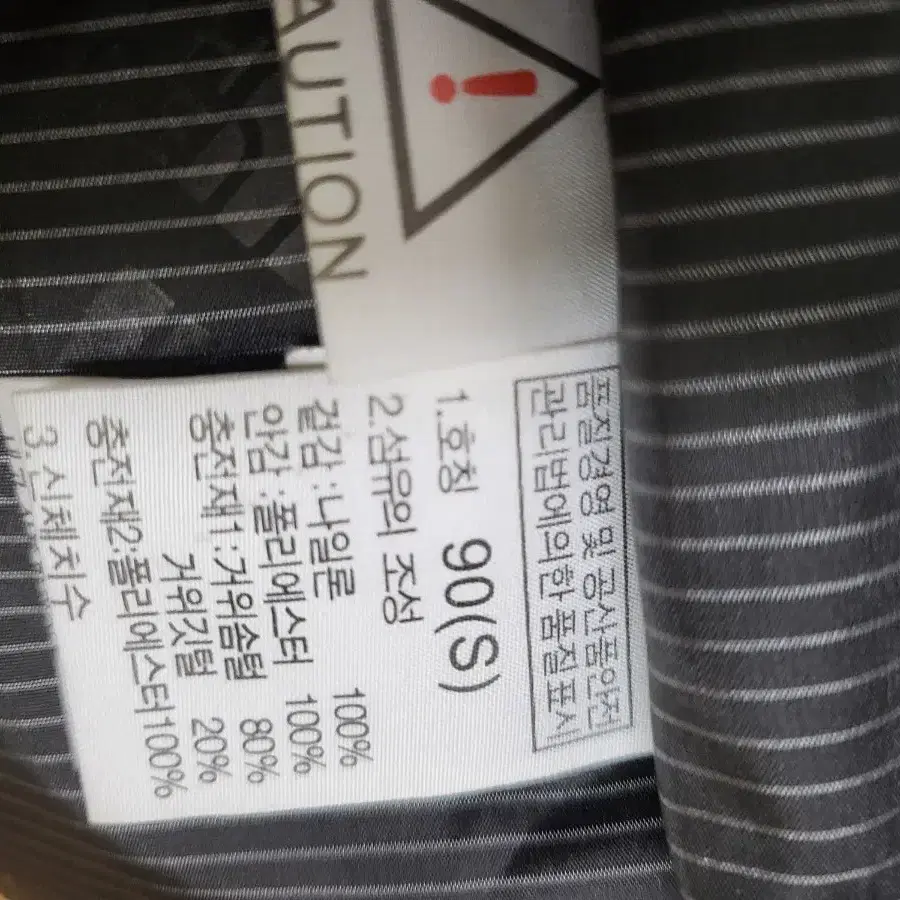 CAUTION
품질경영 및 공산품안전
관리법에의한 품질표시
1.호칭 90(S)
2.섬유의 조성
겉감:나일론 100%
안감:폴리에스터 100%
충전재1:거위솜털 80%
거위깃털 20%
충전재2:폴리에스터100%
3.신체치수